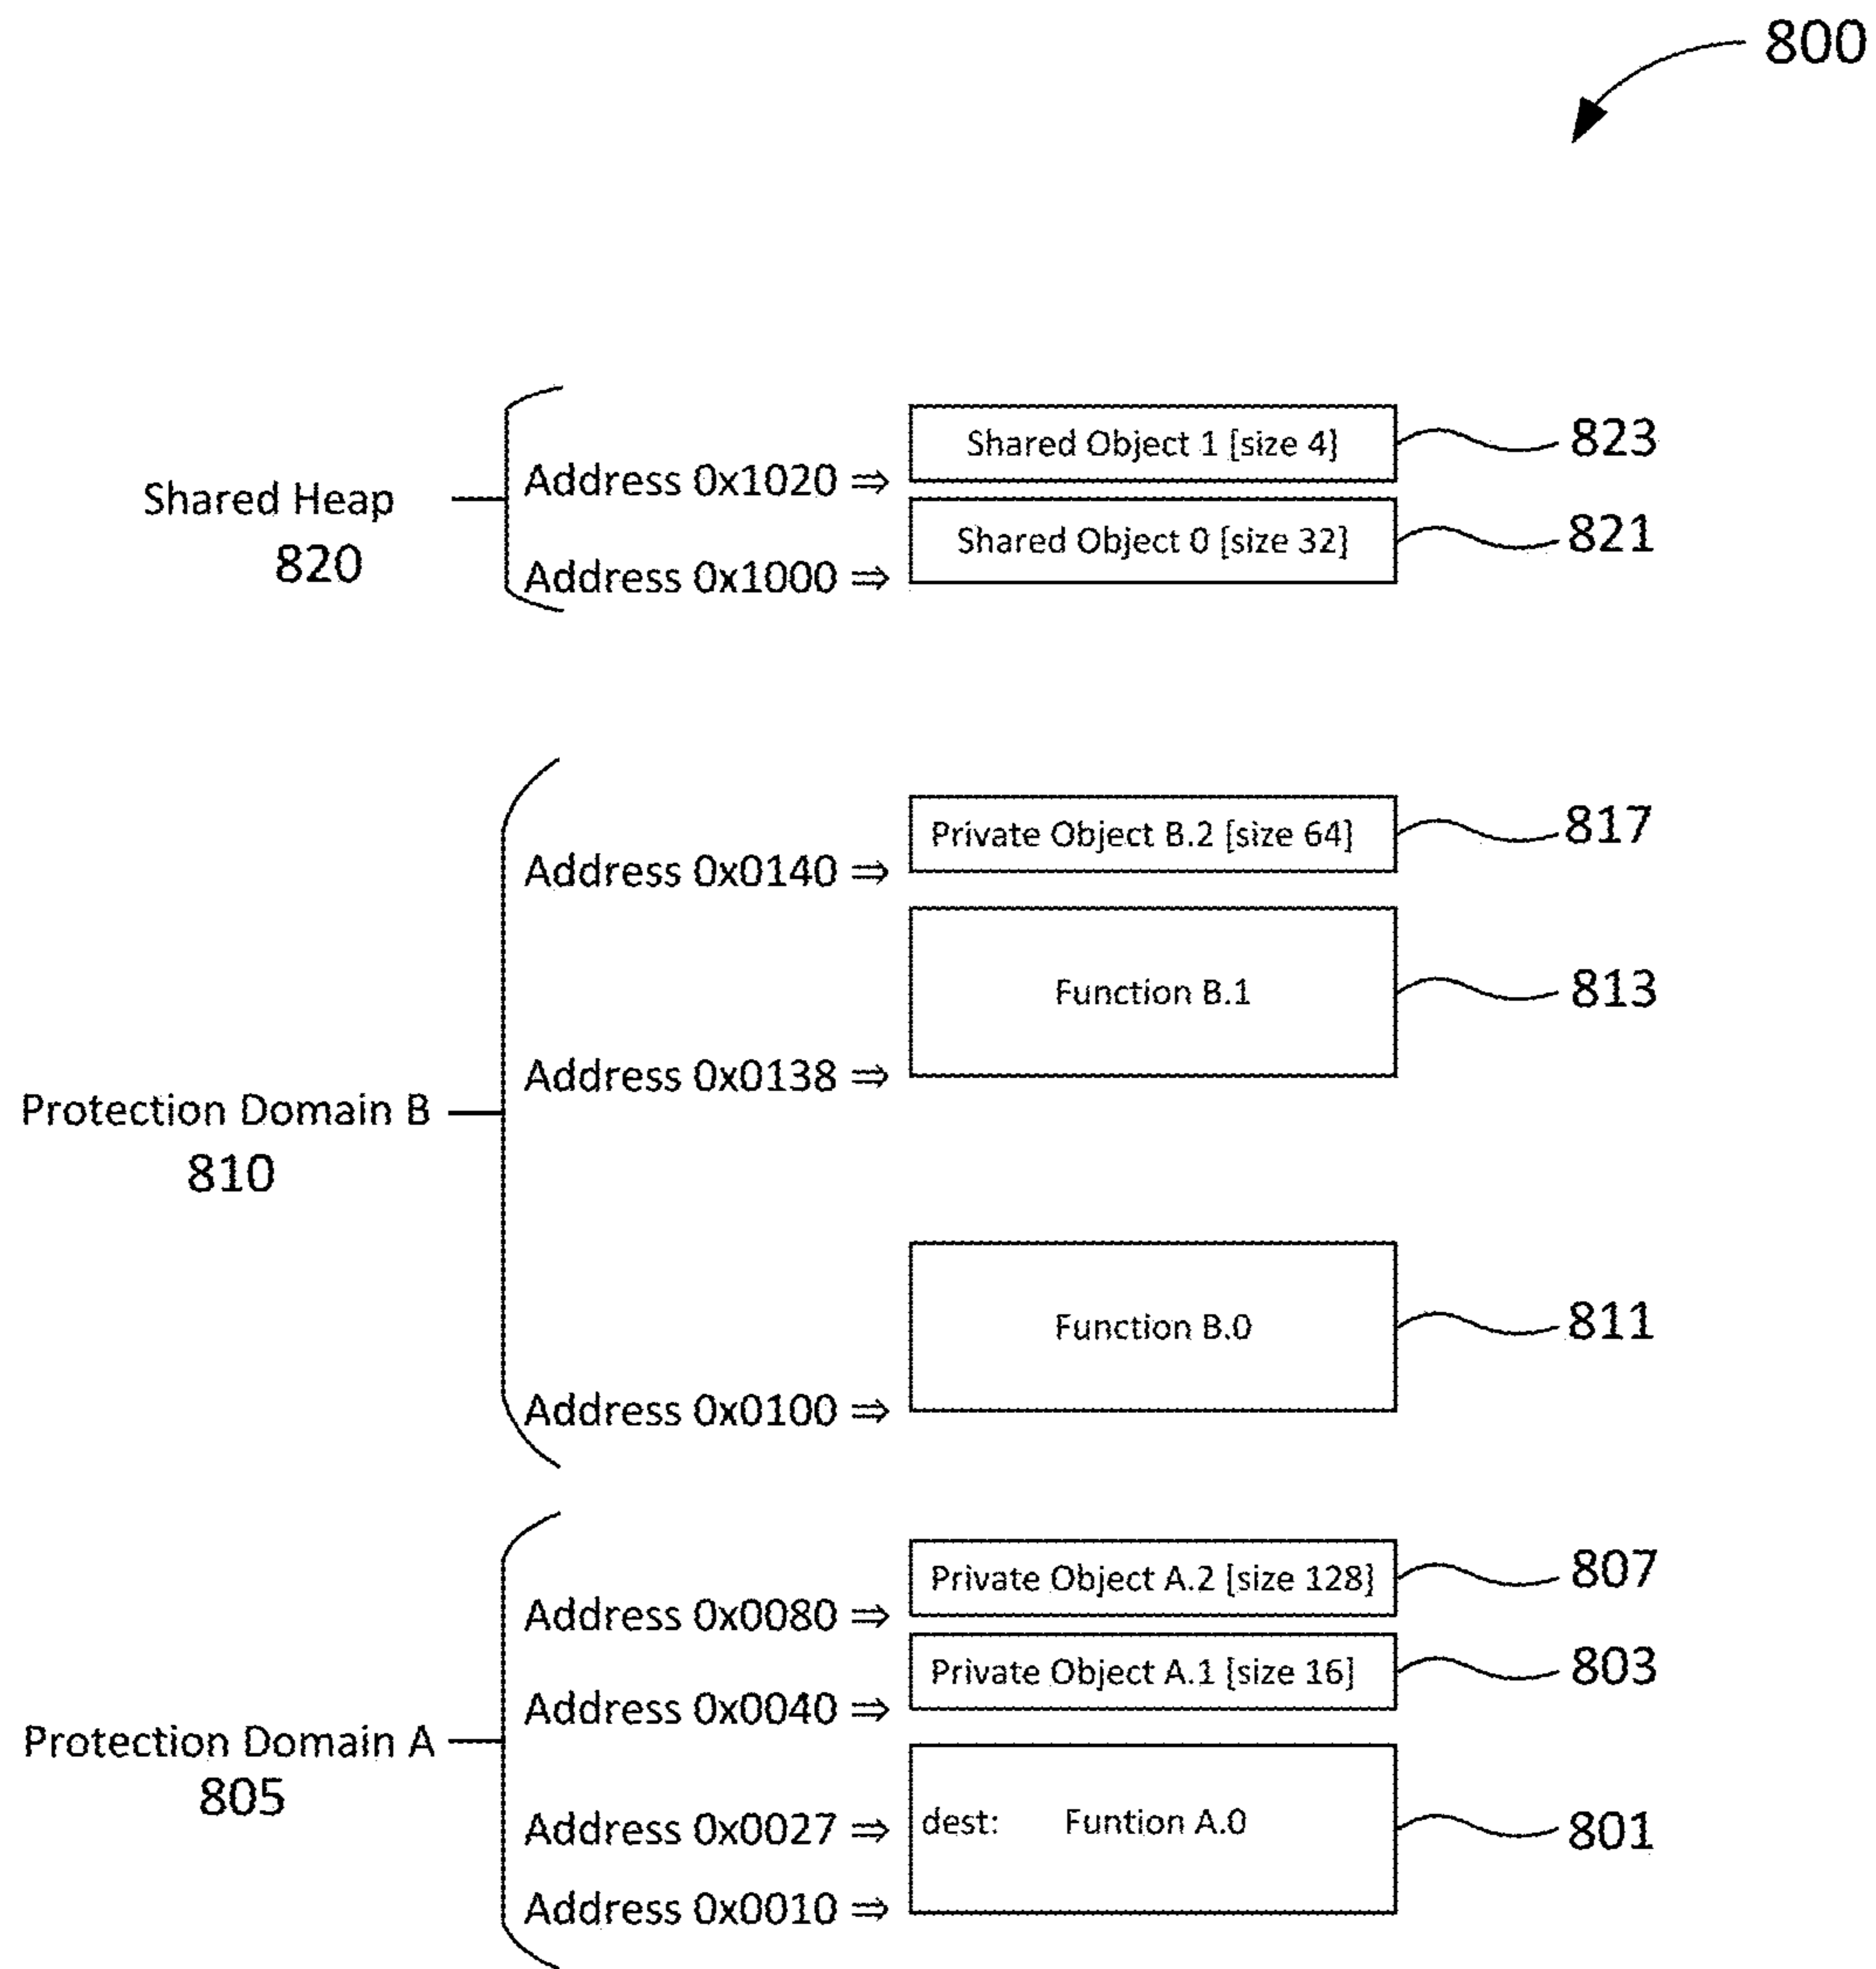 800
Shared Heap
820
Address 0x1020 ⇒ Shared Object 1 [size 4] 823
Address 0x1000 ⇒ Shared Object 0 [size 32] 821
Protection Domain B
810
Address 0x0140 ⇒ Private Object B.2 [size 64] 817
Address 0x0138 ⇒ Function B.1 813
Address 0x0100 ⇒ Function B.0 811
Protection Domain A
805
Address 0x0080 ⇒ Private Object A.2 [size 128] 807
Address 0x0040 ⇒ Private Object A.1 [size 16] 803
Address 0x0027 ⇒ dest: Funtion A.0 801
Address 0x0010 ⇒